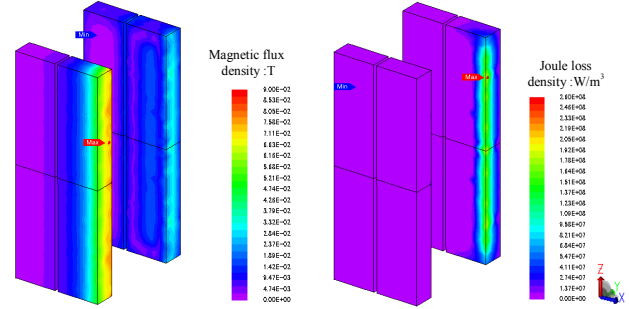 Min
Magnetic flux
density :T
Max
9.00E-02
8.53E-02
8.05E-02
7.58E-02
7.11E-02
6.63E-02
6.16E-02
5.68E-02
5.21E-02
4.74E-02
4.26E-02
3.79E-02
3.32E-02
2.84E-02
2.37E-02
1.89E-02
1.42E-02
9.47E-03
4.74E-03
0.00E+00
Min
Max
Joule loss
density :W/m³
2.60E+08
2.46E+08
2.33E+08
2.19E+08
2.05E+08
1.92E+08
1.78E+08
1.64E+08
1.51E+08
1.37E+08
1.23E+08
1.09E+08
9.58E+07
8.21E+07
6.84E+07
5.47E+07
4.11E+07
2.74E+07
1.37E+07
0.00E+00
Z
Y
X